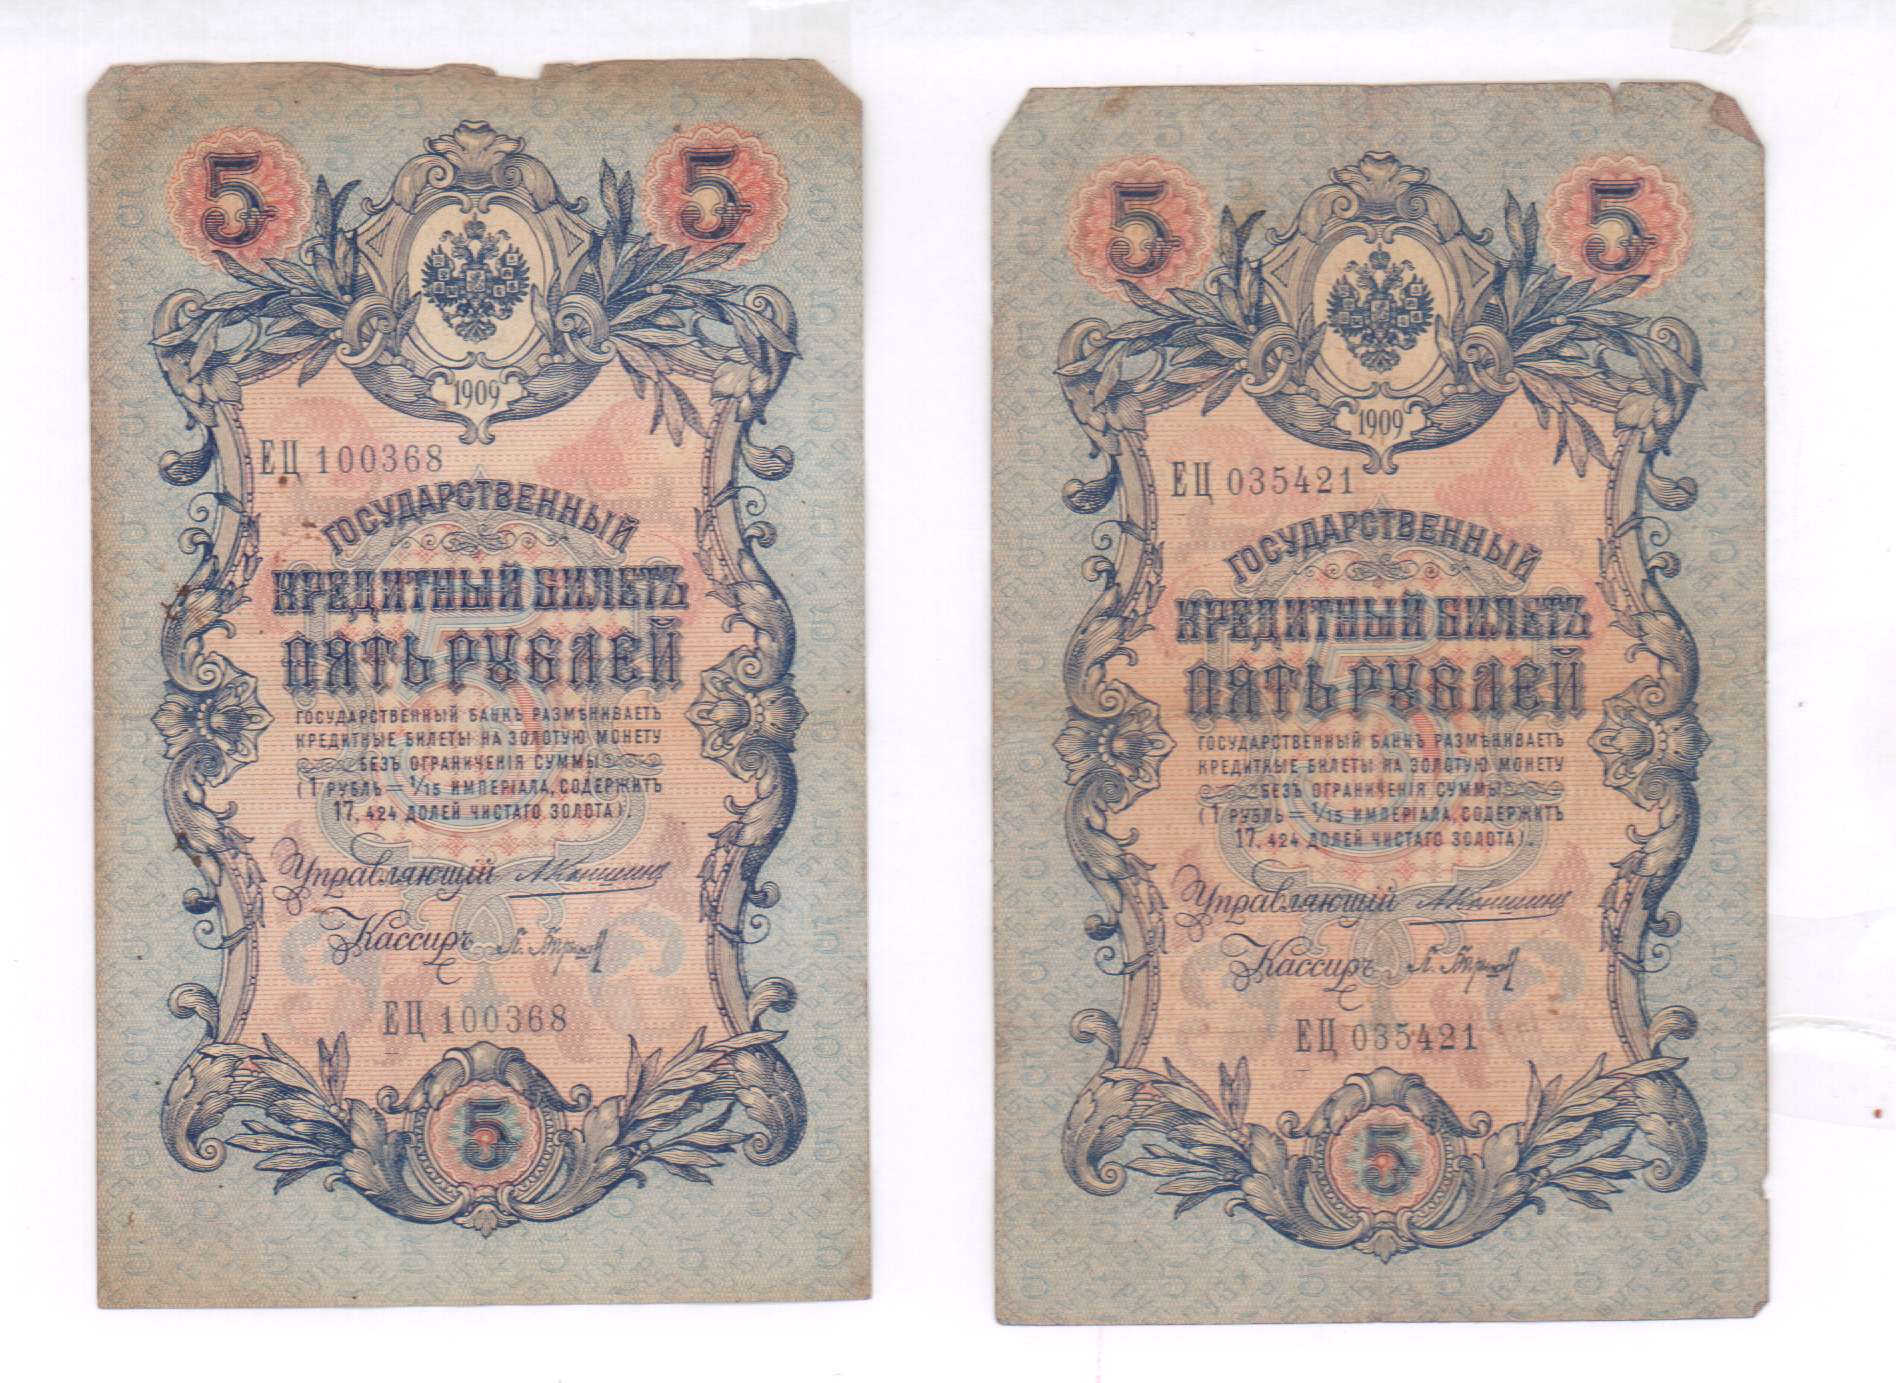 5 5
1909
ЕЦ 100368
ГОСУДАРСТВЕННЫЙ
КРЕДИТНЫЙ БИЛЕТЪ
ПЯТЬ РУБЛЕЙ
ГОСУДАРСТВЕННЫЙ БАНКЪ РАЗМѢНИВАЕТЪ
КРЕДИТНЫЕ БИЛЕТЫ НА ЗОЛОТУЮ МОНЕТУ
БЕЗЪ ОГРАНИЧЕНІЯ СУММЫ
(1 РУБЛЬ = 1/15 ИМПЕРІАЛА, СОДЕРЖИТЪ
17, 424 ДОЛЕЙ ЧИСТАГО ЗОЛОТА).
Управляющій
Кассиръ
ЕЦ 100368
5
5 5
1909
ЕЦ 035421
ГОСУДАРСТВЕННЫЙ
КРЕДИТНЫЙ БИЛЕТЪ
ПЯТЬ РУБЛЕЙ
ГОСУДАРСТВЕННЫЙ БАНКЪ РАЗМѢНИВАЕТЪ
КРЕДИТНЫЕ БИЛЕТЫ НА ЗОЛОТУЮ МОНЕТУ
БЕЗЪ ОГРАНИЧЕНІЯ СУММЫ
(1 РУБЛЬ = 1/15 ИМПЕРІАЛА, СОДЕРЖИТЪ
17, 424 ДОЛЕЙ ЧИСТАГО ЗОЛОТА).
Управляющій
Кассиръ
ЕЦ 035421
5